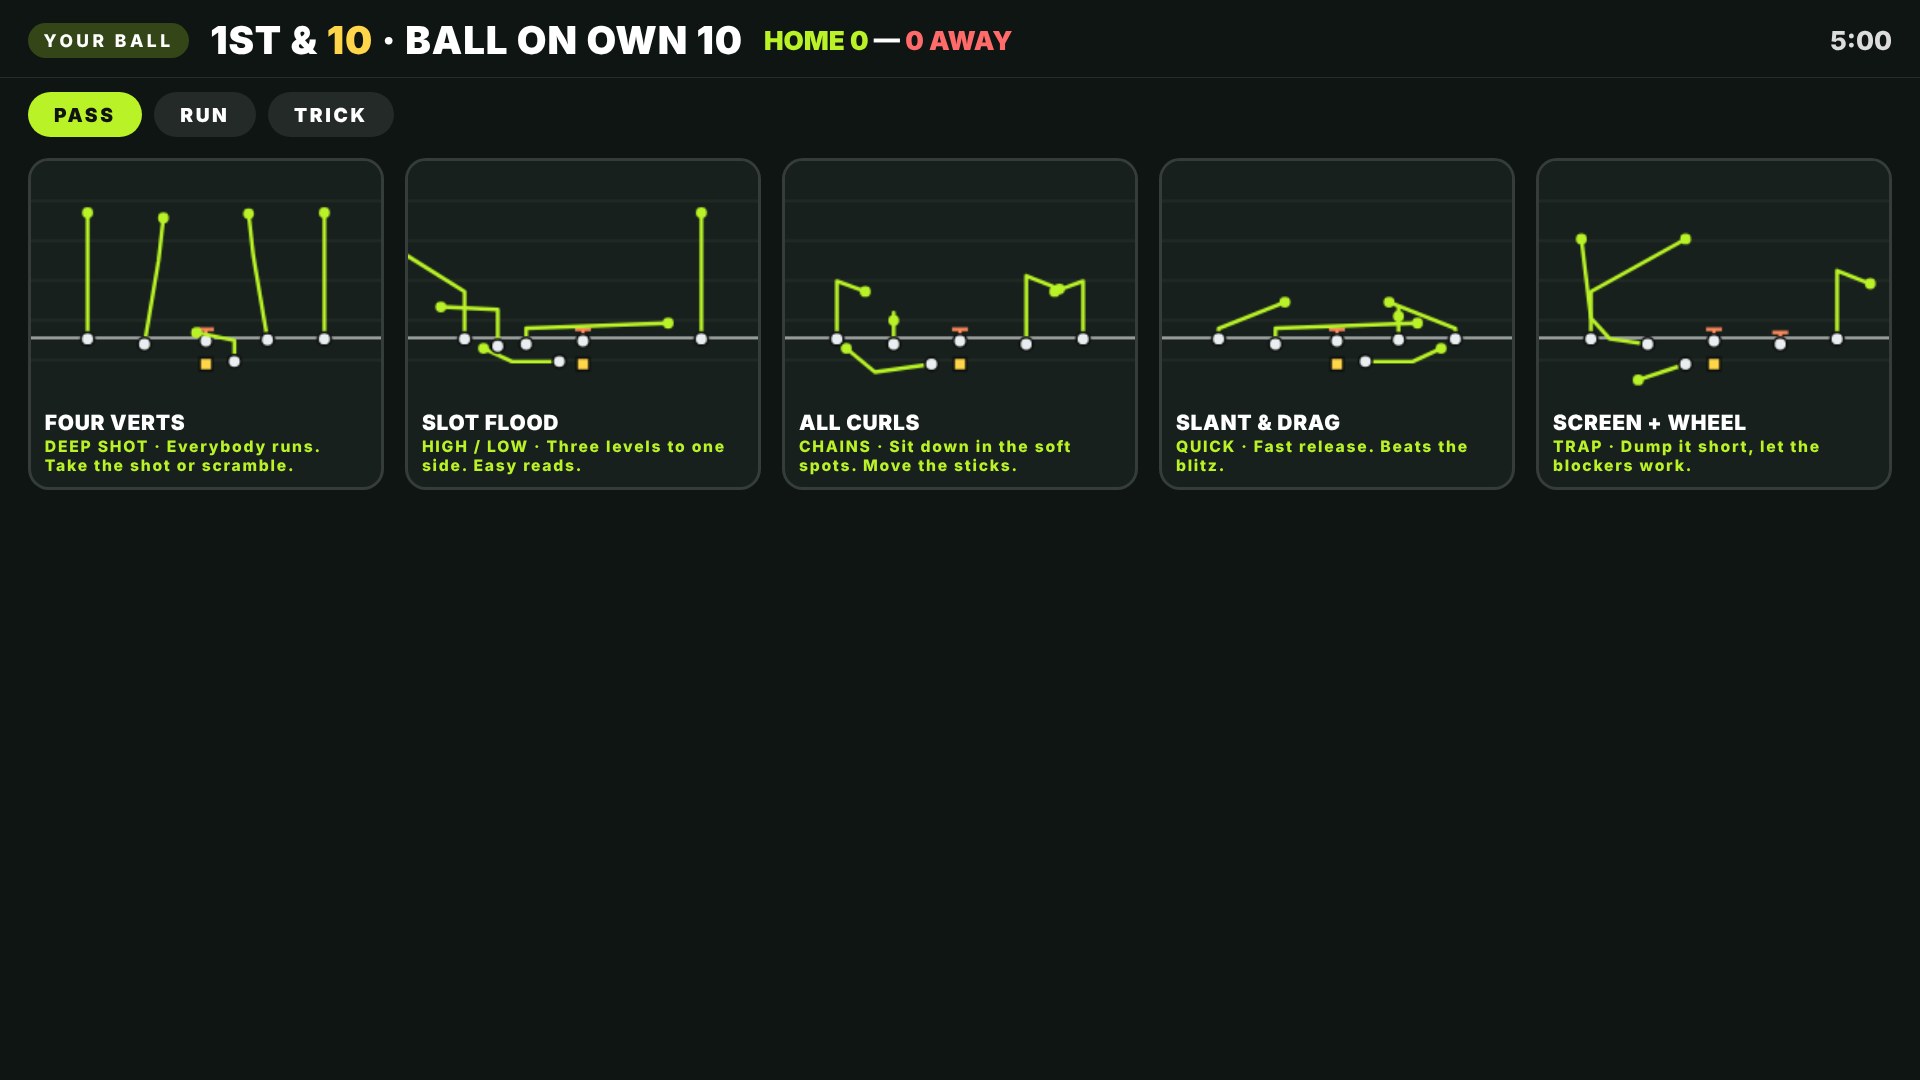 YOUR BALL 1ST & 10 · BALL ON OWN 10 HOME 0 — 0 AWAY 5:00
PASS RUN TRICK
FOUR VERTS
DEEP SHOT · Everybody runs.
Take the shot or scramble.
SLOT FLOOD
HIGH / LOW · Three levels to one
side. Easy reads.
ALL CURLS
CHAINS · Sit down in the soft
spots. Move the sticks.
SLANT & DRAG
QUICK · Fast release. Beats the
blitz.
SCREEN + WHEEL
TRAP · Dump it short, let the
blockers work.